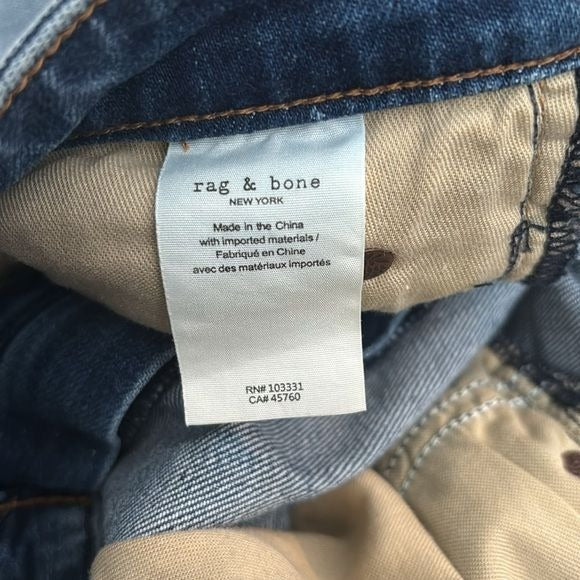 rag & bone
NEW YORK
Made in the China
with imported materials /
Fabriqué en Chine
avec des matériaux importés
RN# 103331
CA# 45760